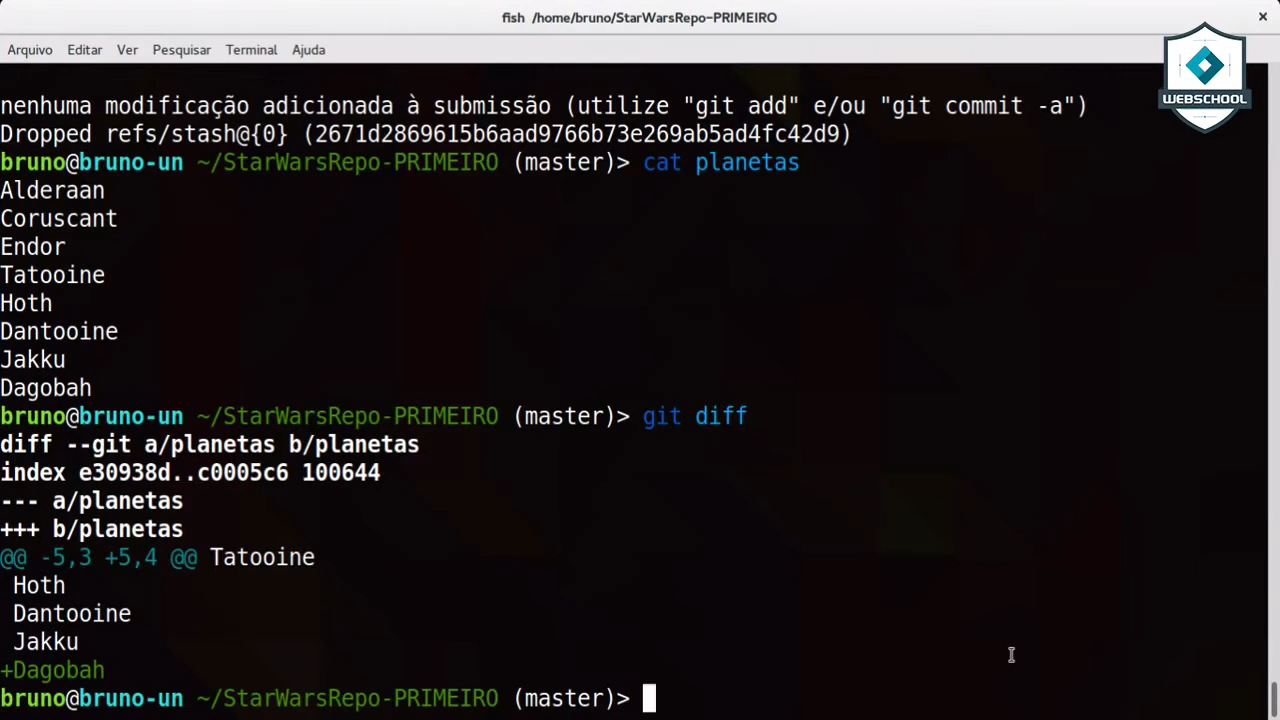 fish /home/bruno/StarWarsRepo-PRIMEIRO
Arquivo Editar Ver Pesquisar Terminal Ajuda
WEBSCHOOL
nenhuma modificação adicionada à submissão (utilize "git add" e/ou "git commit -a")
Dropped refs/stash@{0} (2671d2869615b6aad9766b73e269ab5ad4fc42d9)
bruno@bruno-un ~/StarWarsRepo-PRIMEIRO (master)> cat planetas
Alderaan
Coruscant
Endor
Tatooine
Hoth
Dantooine
Jakku
Dagobah
bruno@bruno-un ~/StarWarsRepo-PRIMEIRO (master)> git diff
diff --git a/planetas b/planetas
index e30938d..c0005c6 100644
--- a/planetas
+++ b/planetas
@@ -5,3 +5,4 @@ Tatooine
 Hoth
 Dantooine
 Jakku
+Dagobah
bruno@bruno-un ~/StarWarsRepo-PRIMEIRO (master)>